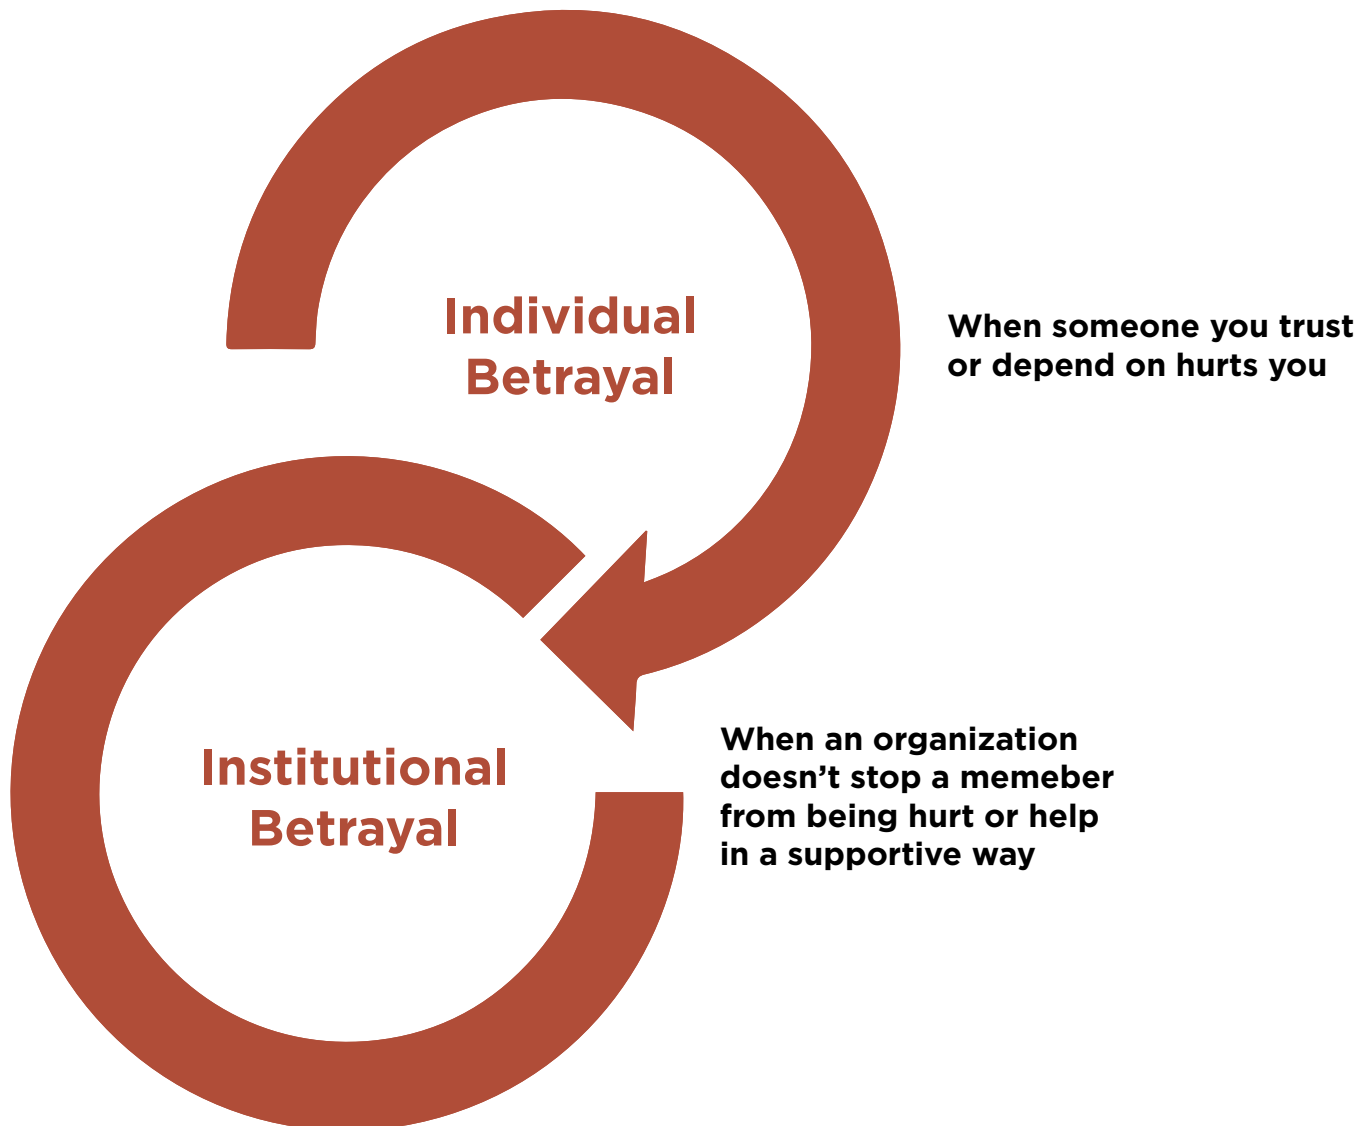 Individual
Betrayal
When someone you trust
or depend on hurts you
Institutional
Betrayal
When an organization
doesn’t stop a memeber
from being hurt or help
in a supportive way